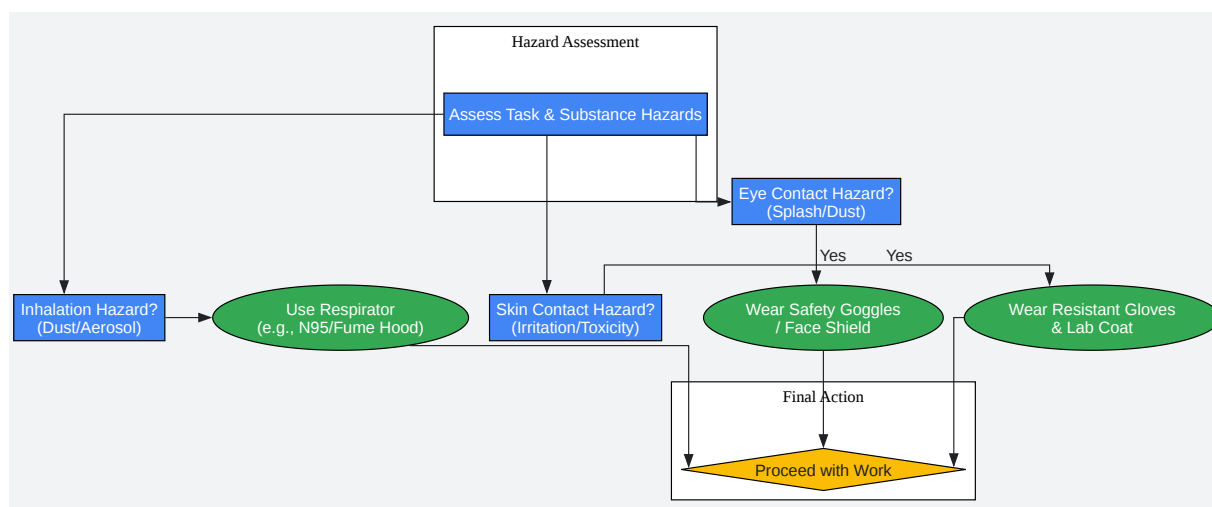 Hazard Assessment
Assess Task & Substance Hazards
Eye Contact Hazard?
(Splash/Dust)
Yes
Yes
Inhalation Hazard?
(Dust/Aerosol)
Use Respirator
(e.g., N95/Fume Hood)
Skin Contact Hazard?
(Irritation/Toxicity)
Wear Safety Goggles
/ Face Shield
Wear Resistant Gloves
& Lab Coat
Final Action
Proceed with Work